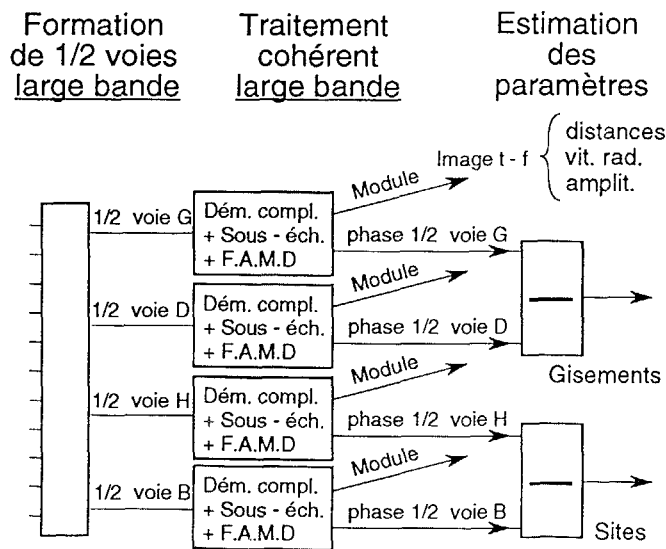 Formation
de 1/2 voies
large bande
Traitement
cohérent
large bande
Estimation
des
paramètres
Image t - f
distances
vit. rad.
amplit.
1/2 voie G
Dém. compl.
+ Sous - éch.
+ F.A.M.D
Module
phase 1/2 voie G
1/2 voie D
Dém. compl.
+ Sous - éch.
+ F.A.M.D
Module
phase 1/2 voie D
Gisements
1/2 voie H
Dém. compl.
+ Sous - éch.
+ F.A.M.D
Module
phase 1/2 voie H
1/2 voie B
Dém. compl.
+ Sous - éch.
+ F.A.M.D
Module
phase 1/2 voie B
Sites